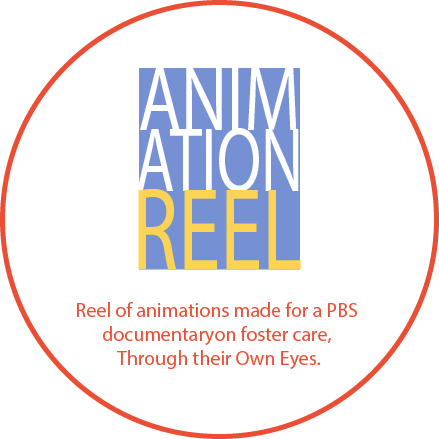 ANIM
ATION
REEL
Reel of animations made for a PBS
documentaryon foster care,
Through their Own Eyes.